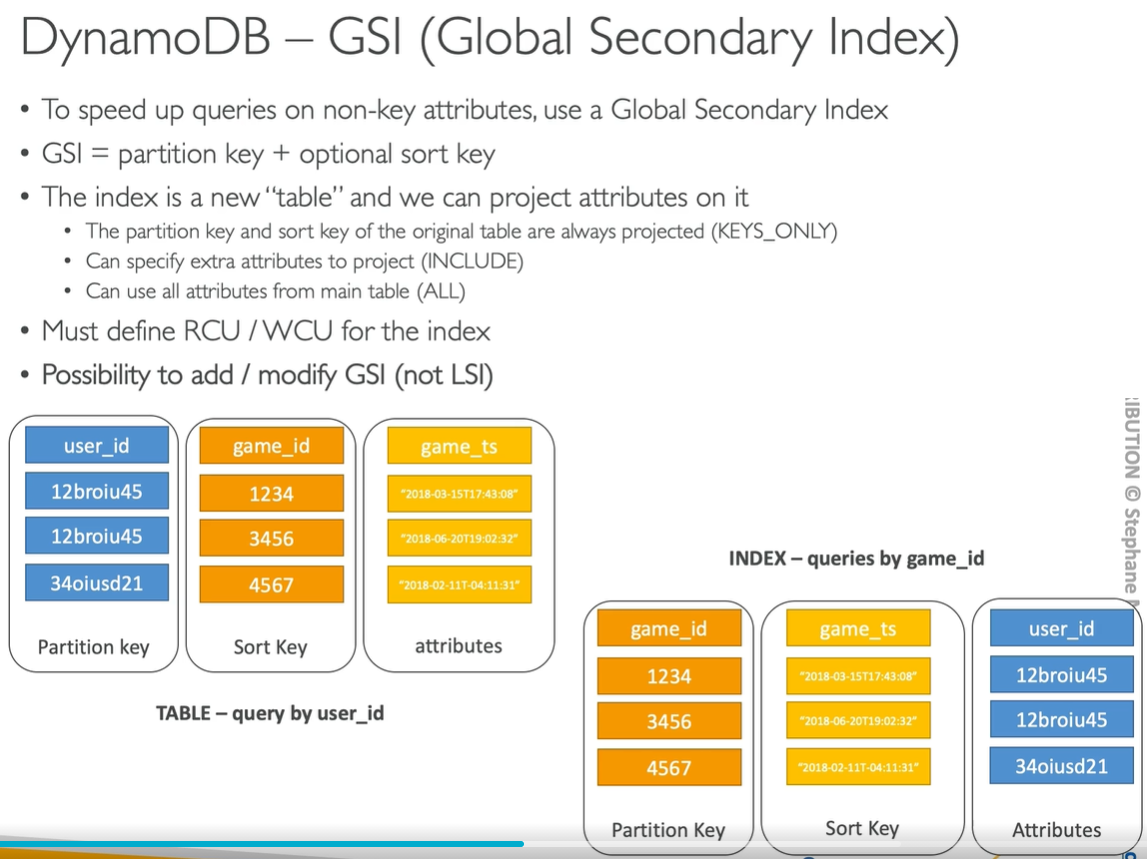 DynamoDB – GSI (Global Secondary Index)
• To speed up queries on non-key attributes, use a Global Secondary Index
• GSI = partition key + optional sort key
• The index is a new “table” and we can project attributes on it
• The partition key and sort key of the original table are always projected (KEYS_ONLY)
• Can specify extra attributes to project (INCLUDE)
• Can use all attributes from main table (ALL)
• Must define RCU / WCU for the index
• Possibility to add / modify GSI (not LSI)
user_id game_id game_ts
12broiu45 1234 “2018-03-15T17:43:08”
12broiu45 3456 “2018-06-20T19:02:32”
34oiusd21 4567 “2018-02-11T-04:11:31”
Partition key Sort Key attributes
TABLE – query by user_id
INDEX – queries by game_id
game_id game_ts user_id
1234 “2018-03-15T17:43:08” 12broiu45
3456 “2018-06-20T19:02:32” 12broiu45
4567 “2018-02-11T-04:11:31” 34oiusd21
Partition Key Sort Key Attributes
IBUTION © Stephane